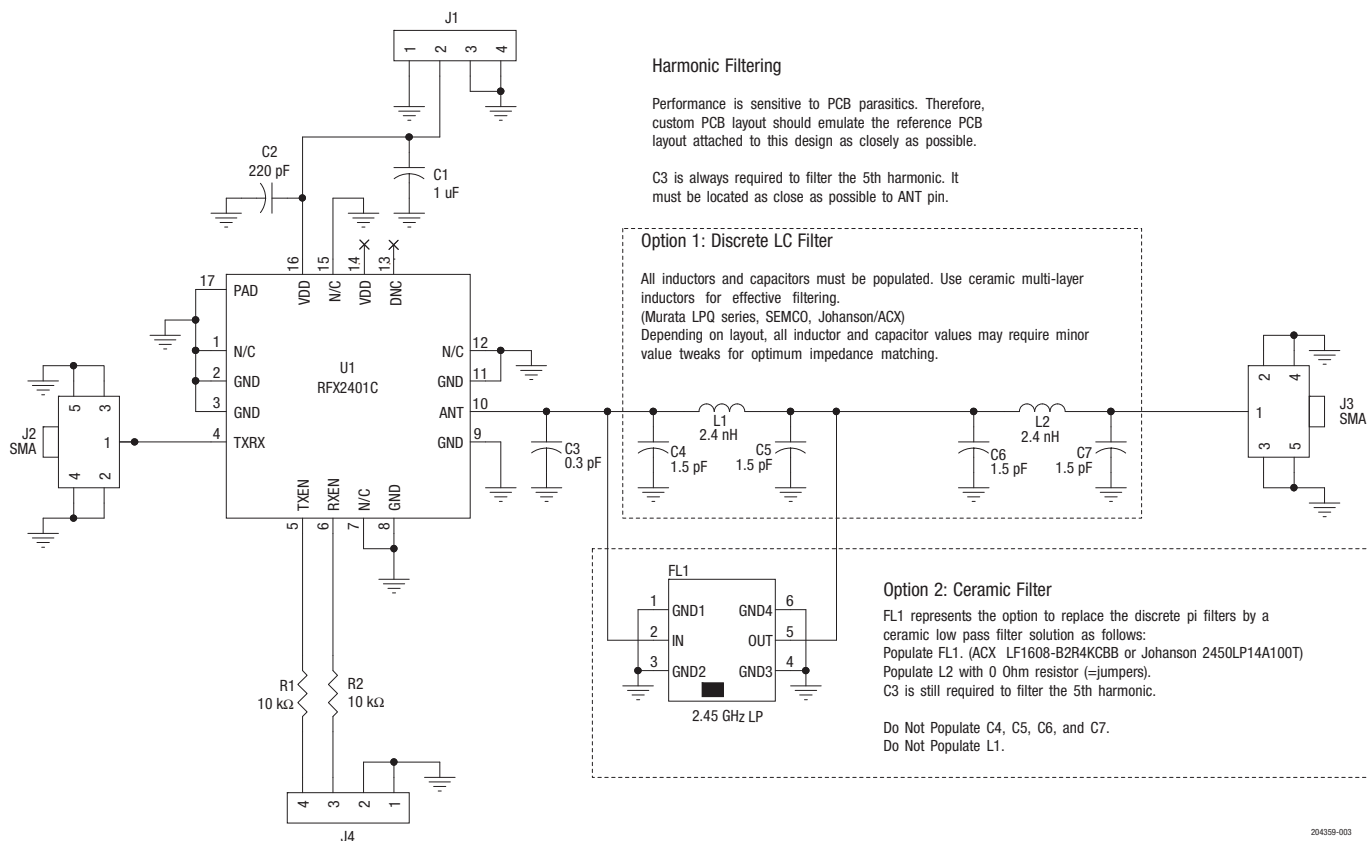 J1
1 2 3 4
Harmonic Filtering
Performance is sensitive to PCB parasitics. Therefore,
custom PCB layout should emulate the reference PCB
layout attached to this design as closely as possible.
C3 is always required to filter the 5th harmonic. It
must be located as close as possible to ANT pin.
C2
220 pF
C1
1 uF
Option 1: Discrete LC Filter
All inductors and capacitors must be populated. Use ceramic multi-layer
inductors for effective filtering.
(Murata LPQ series, SEMCO, Johanson/ACX)
Depending on layout, all inductor and capacitor values may require minor
value tweaks for optimum impedance matching.
16 15 14 13
VDD N/C VDD DNC
17 PAD
1 N/C
2 GND
3 GND
4 TXRX
U1
RFX2401C
N/C 12
GND 11
ANT 10
GND 9
TXEN RXEN N/C GND
5 6 7 8
J2
SMA
5 3
1
4 2
C3
0.3 pF
C4
1.5 pF
L1
2.4 nH
C5
1.5 pF
C6
1.5 pF
L2
2.4 nH
C7
1.5 pF
2 4
1
3 5
J3
SMA
FL1
1 GND1
2 IN
3 GND2
GND4 6
OUT 5
GND3 4
2.45 GHz LP
Option 2: Ceramic Filter
FL1 represents the option to replace the discrete pi filters by a
ceramic low pass filter solution as follows:
Populate FL1. (ACX LF1608-B2R4KCBB or Johanson 2450LP14A100T)
Populate L2 with 0 Ohm resistor (=jumpers).
C3 is still required to filter the 5th harmonic.
Do Not Populate C4, C5, C6, and C7.
Do Not Populate L1.
R1
10 kΩ
R2
10 kΩ
4 3 2 1
J4
204359-003